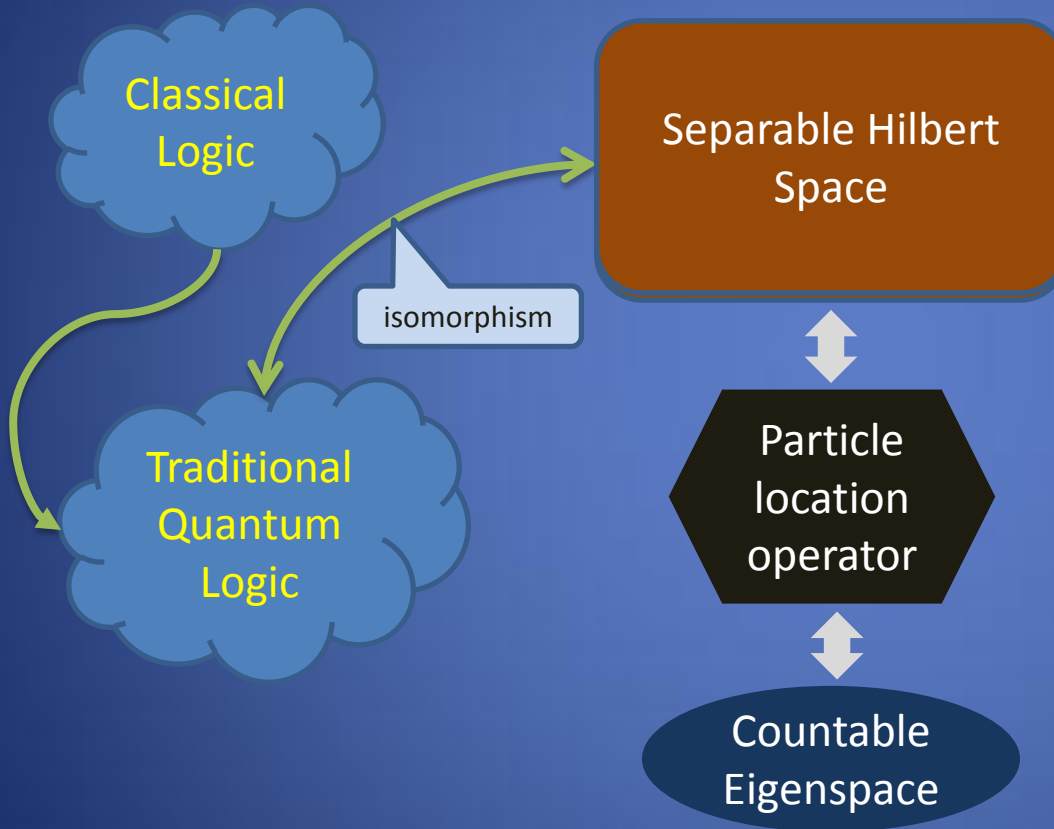 Classical
Logic
Separable Hilbert
Space
isomorphism
Traditional
Quantum
Logic
Particle
location
operator
Countable
Eigenspace